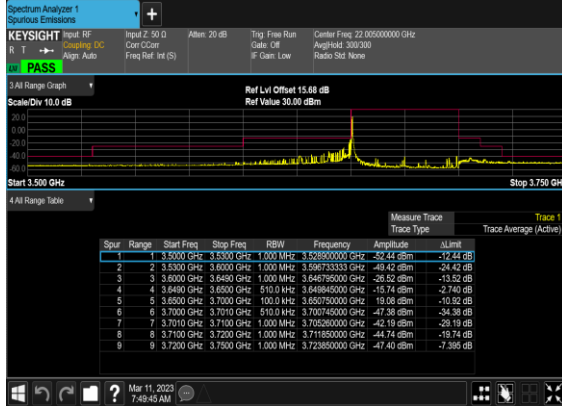 Spectrum Analyzer 1
Spurious Emissions
KEYSIGHT Input: RF Input Z: 50 Ω Atten: 20 dB Trig: Free Run Center Freq: 22.005000000 GHz
R T Coupling: DC Corr CCorr Gate: Off Avg|Hold: 300/300
Align: Auto Freq Ref: Int (S) IF Gain: Low Radio Std: None
PASS
3 All Range Graph
Ref Lvl Offset 15.68 dB
Scale/Div 10.0 dB Ref Value 30.00 dBm
20.0
0.00
-20.0
-40.0
-60.0
Start 3.500 GHz Stop 3.750 GH
4 All Range Table
Measure Trace Trace 1
Trace Type Trace Average (Active)
Spur Range Start Freq Stop Freq RBW Frequency Amplitude ΔLimit
1 1 3.5000 GHz 3.5300 GHz 1.000 MHz 3.528900000 GHz -52.44 dBm -12.44 dB
2 2 3.5300 GHz 3.6000 GHz 1.000 MHz 3.596733333 GHz -49.42 dBm -24.42 dB
3 3 3.6000 GHz 3.6490 GHz 1.000 MHz 3.646795000 GHz -26.52 dBm -13.52 dB
4 4 3.6490 GHz 3.6500 GHz 510.0 kHz 3.649845000 GHz -15.74 dBm -2.740 dB
5 5 3.6500 GHz 3.7000 GHz 100.0 kHz 3.650750000 GHz 19.08 dBm -10.92 dB
6 6 3.7000 GHz 3.7010 GHz 510.0 kHz 3.700745000 GHz -47.38 dBm -34.38 dB
7 7 3.7010 GHz 3.7100 GHz 1.000 MHz 3.705260000 GHz -42.19 dBm -29.19 dB
8 8 3.7100 GHz 3.7200 GHz 1.000 MHz 3.711850000 GHz -44.74 dBm -19.74 dB
9 9 3.7200 GHz 3.7500 GHz 1.000 MHz 3.723850000 GHz -47.40 dBm -7.395 dB
Mar 11, 2023
7:49:45 AM